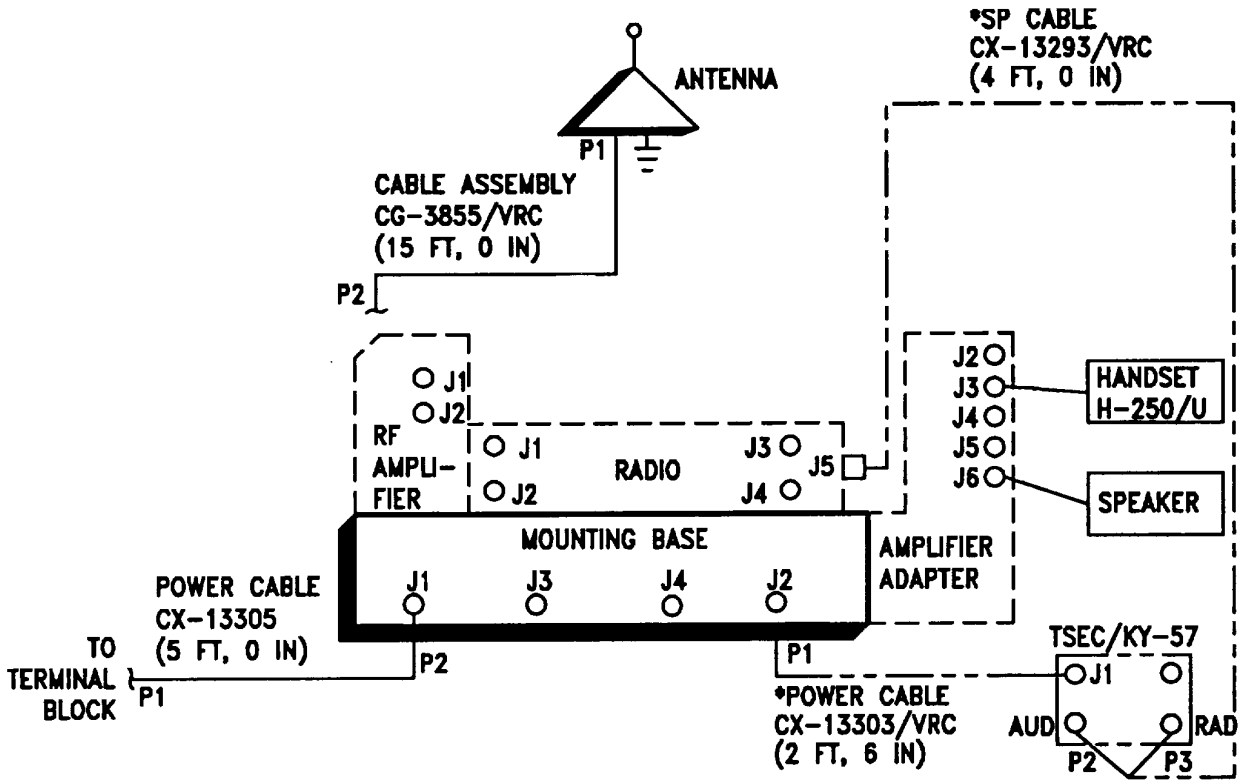 *SP CABLE
CX-13293/VRC
(4 FT, 0 IN)
ANTENNA
P1
CABLE ASSEMBLY
CG-3855/VRC
(15 FT, 0 IN)
P2
J1
J2
RF
AMPLI-
FIER
J1
J2
RADIO
J3
J4
J5
J2
J3
J4
J5
J6
HANDSET
H-250/U
SPEAKER
MOUNTING BASE
J1
J3
J4
J2
AMPLIFIER
ADAPTER
POWER CABLE
CX-13305
(5 FT, 0 IN)
TO
TERMINAL
BLOCK
P1
P2
P1
*POWER CABLE
CX-13303/VRC
(2 FT, 6 IN)
TSEC/KY-57
J1
AUD
RAD
P2
P3